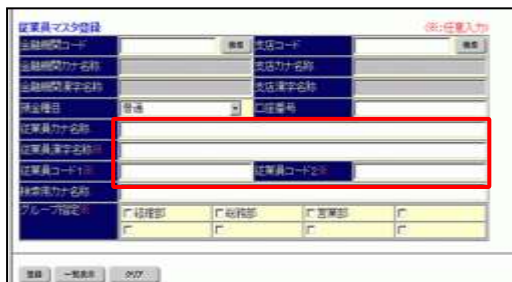 従業員マスタ登録 (※:任意入力)
金融機関コード 検索 支店コード 検索
金融機関カナ名称 支店カナ名称
金融機関漢字名称 支店漢字名称
預金種目 普通 口座番号
従業員カナ名称
従業員漢字名称※
従業員コード1※ 従業員コード2※
検索用カナ名称
グループ指定※ 経理部 総務部 営業部
登録 一覧表示 クリア